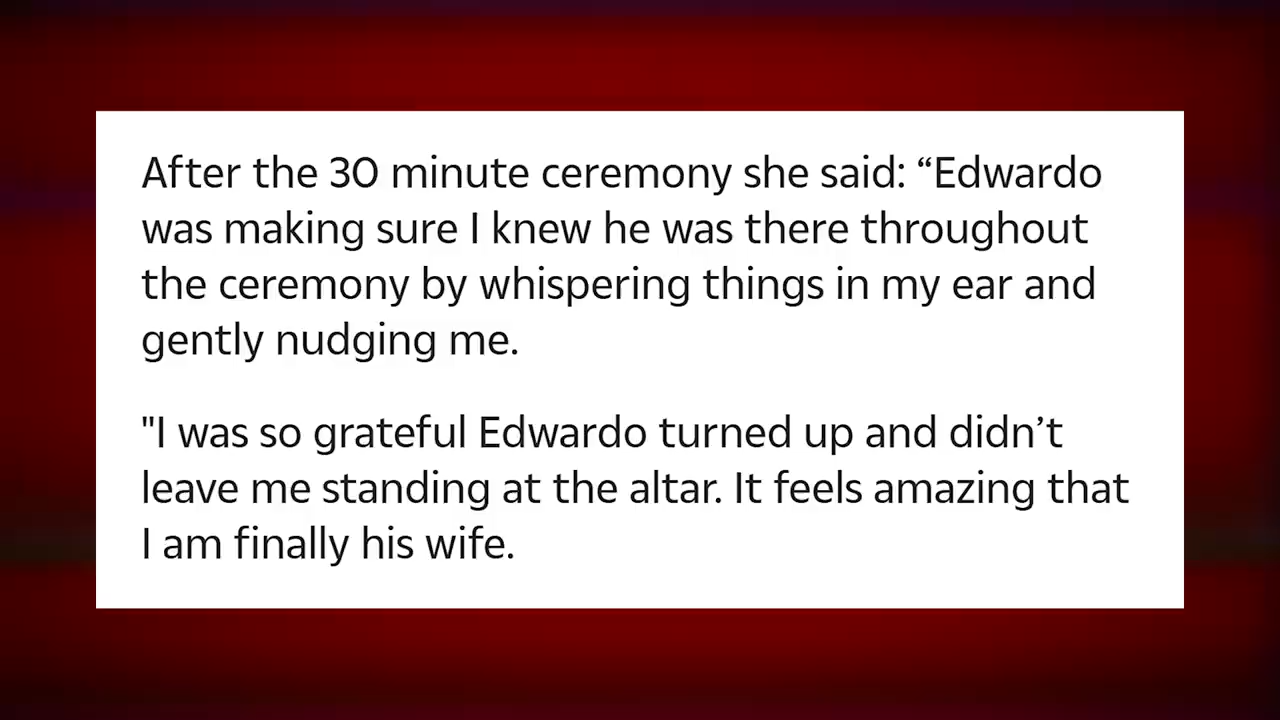 After the 30 minute ceremony she said: “Edwardo
was making sure I knew he was there throughout
the ceremony by whispering things in my ear and
gently nudging me.
"I was so grateful Edwardo turned up and didn’t
leave me standing at the altar. It feels amazing that
I am finally his wife.